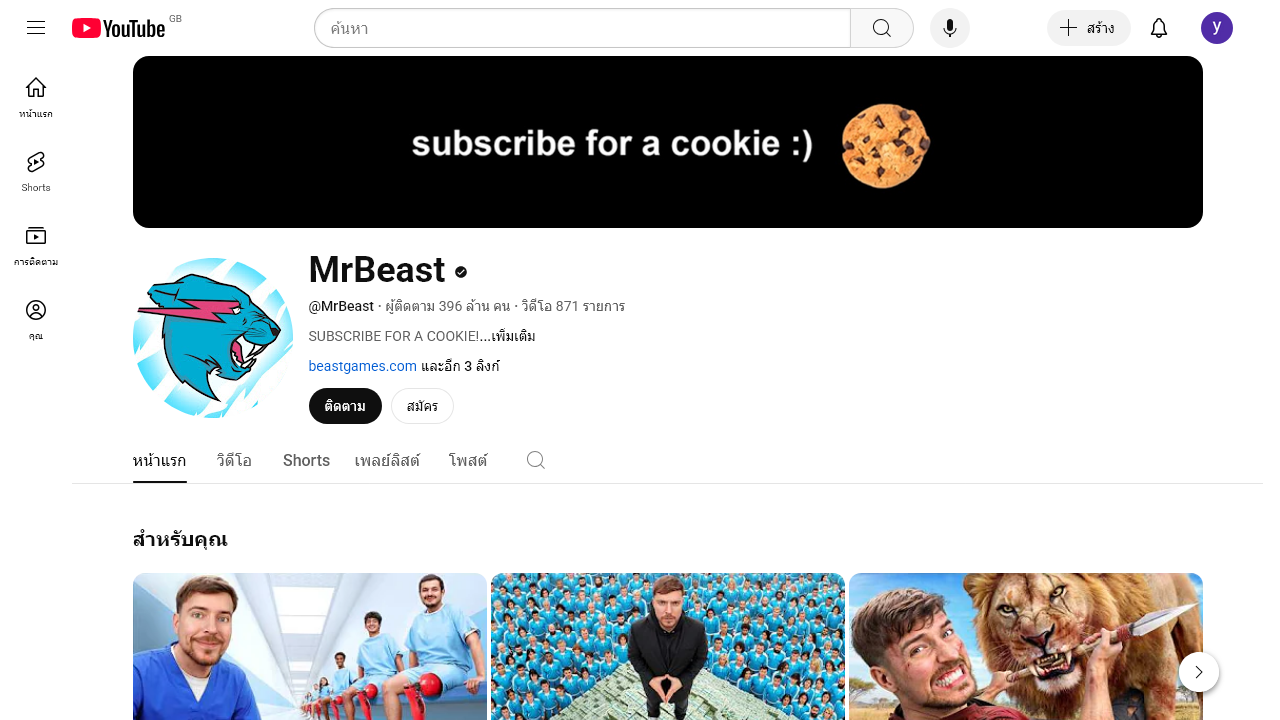 YouTube GB
ค้นหา
สร้าง
y
หน้าแรก
Shorts
การติดตาม
คุณ
subscribe for a cookie :)
MrBeast
@MrBeast • ผู้ติดตาม 396 ล้าน คน • วิดีโอ 871 รายการ
SUBSCRIBE FOR A COOKIE!...เพิ่มเติม
beastgames.com และอีก 3 ลิงก์
ติดตาม สมัคร
หน้าแรก วิดีโอ Shorts เพลย์ลิสต์ โพสต์
สำหรับคุณ